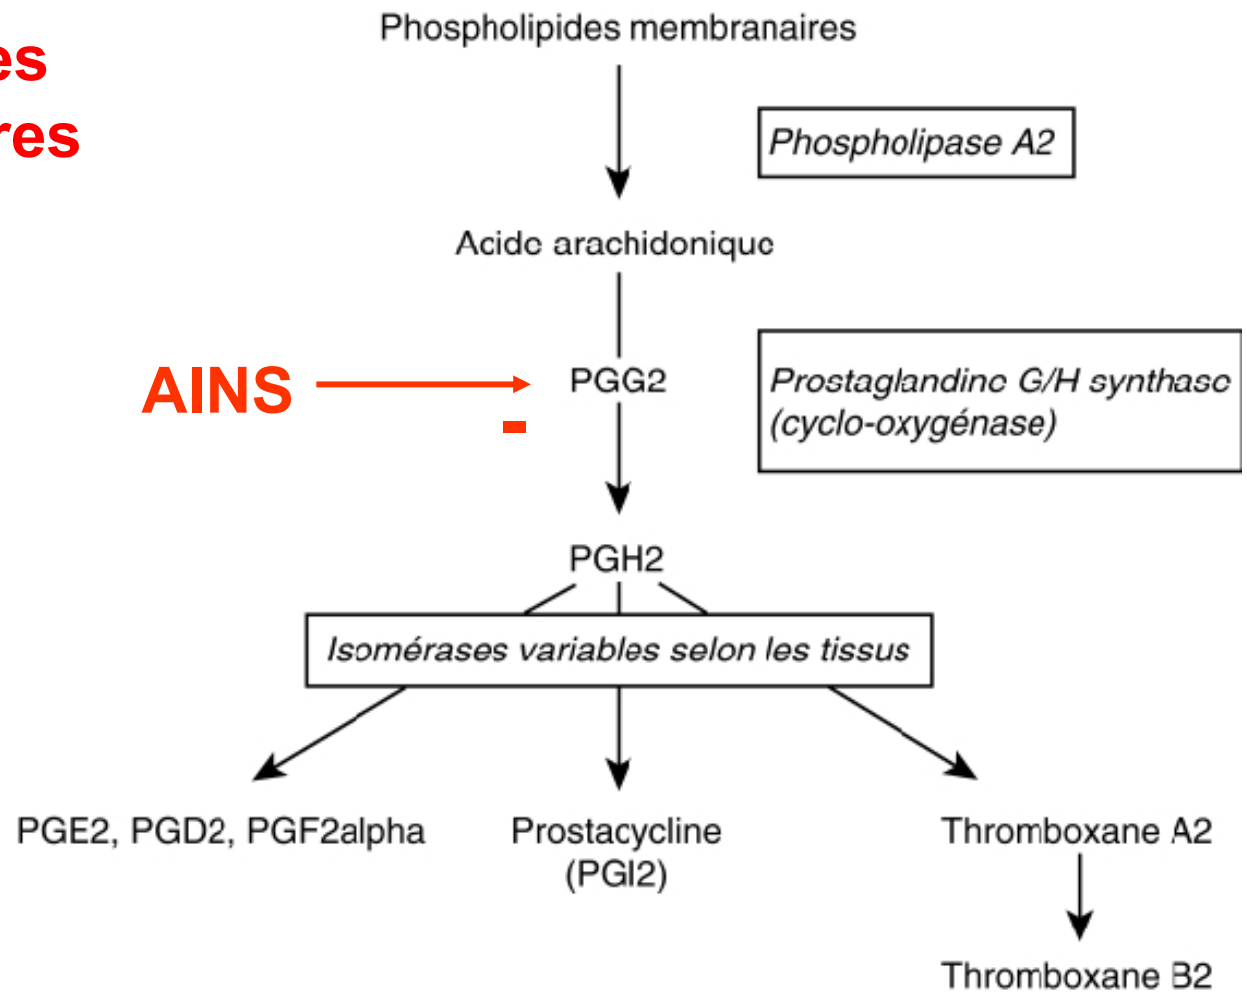 es
res
Phospholipides membranaires
Phospholipase A2
Acide arachidonique
AINS
-
PGG2
Prostaglandine G/H synthase
(cyclo-oxygénase)
PGH2
Isomérases variables selon les tissus
PGE2, PGD2, PGF2alpha
Prostacycline
(PGI2)
Thromboxane A2
Thromboxane B2